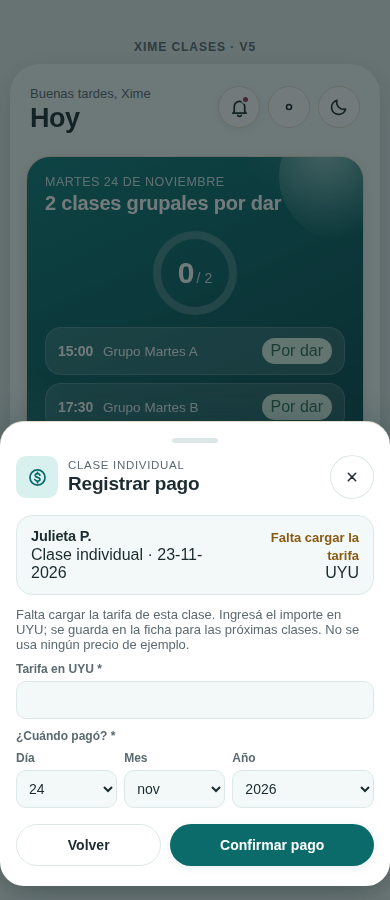 XIME CLASES · V5
Buenas tardes, Xime
Hoy
MARTES 24 DE NOVIEMBRE
2 clases grupales por dar
0 / 2
15:00 Grupo Martes A Por dar
17:30 Grupo Martes B Por dar
CLASE INDIVIDUAL
Registrar pago
Julieta P.
Clase individual · 23-11-
2026
Falta cargar la
tarifa
UYU
Falta cargar la tarifa de esta clase. Ingresá el importe en
UYU; se guarda en la ficha para las próximas clases. No se
usa ningún precio de ejemplo.
Tarifa en UYU *
¿Cuándo pagó? *
Día Mes Año
24 nov 2026
Volver Confirmar pago